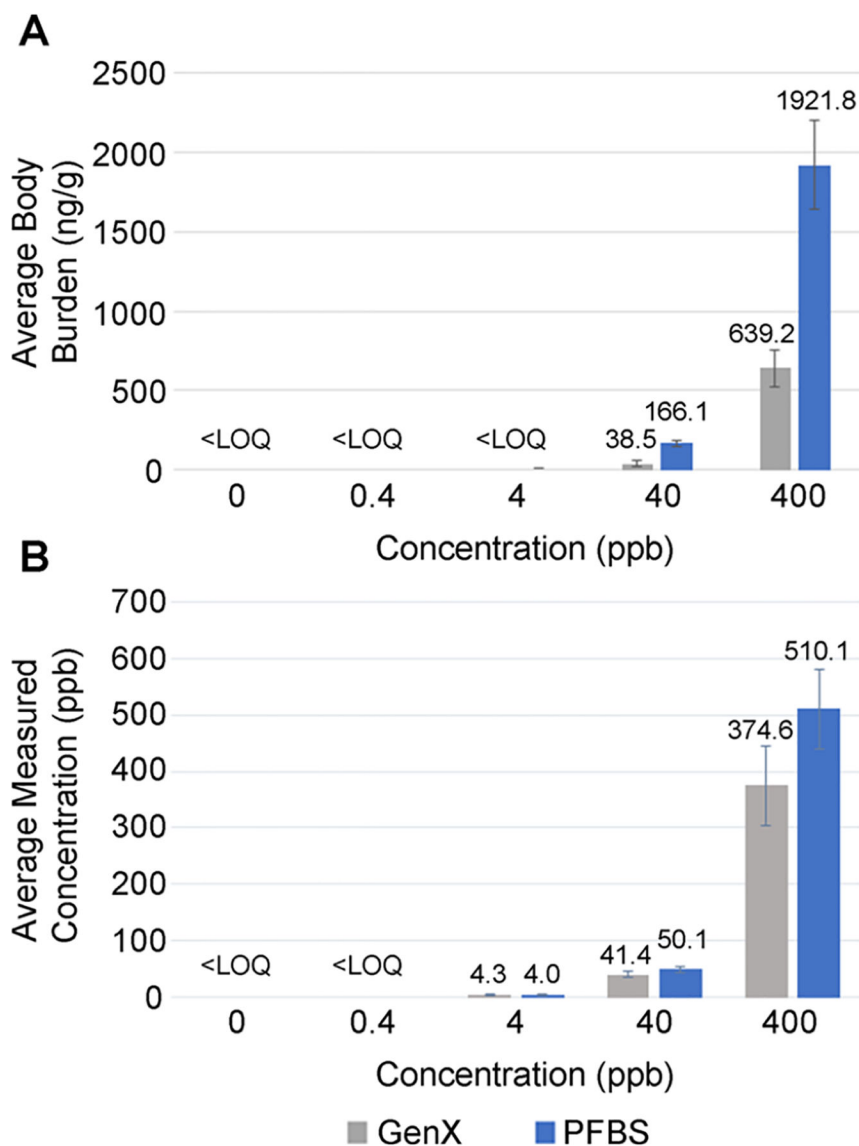 A
Average Body
Burden (ng/g)
2500
2000
1500
1000
500
0
<LOQ
<LOQ
<LOQ
38.5
166.1
639.2
1921.8
0
0.4
4
40
400
Concentration (ppb)
B
Average Measured
Concentration (ppb)
700
600
500
400
300
200
100
0
<LOQ
<LOQ
4.3
4.0
41.4
50.1
374.6
510.1
0
0.4
4
40
400
Concentration (ppb)
GenX
PFBS